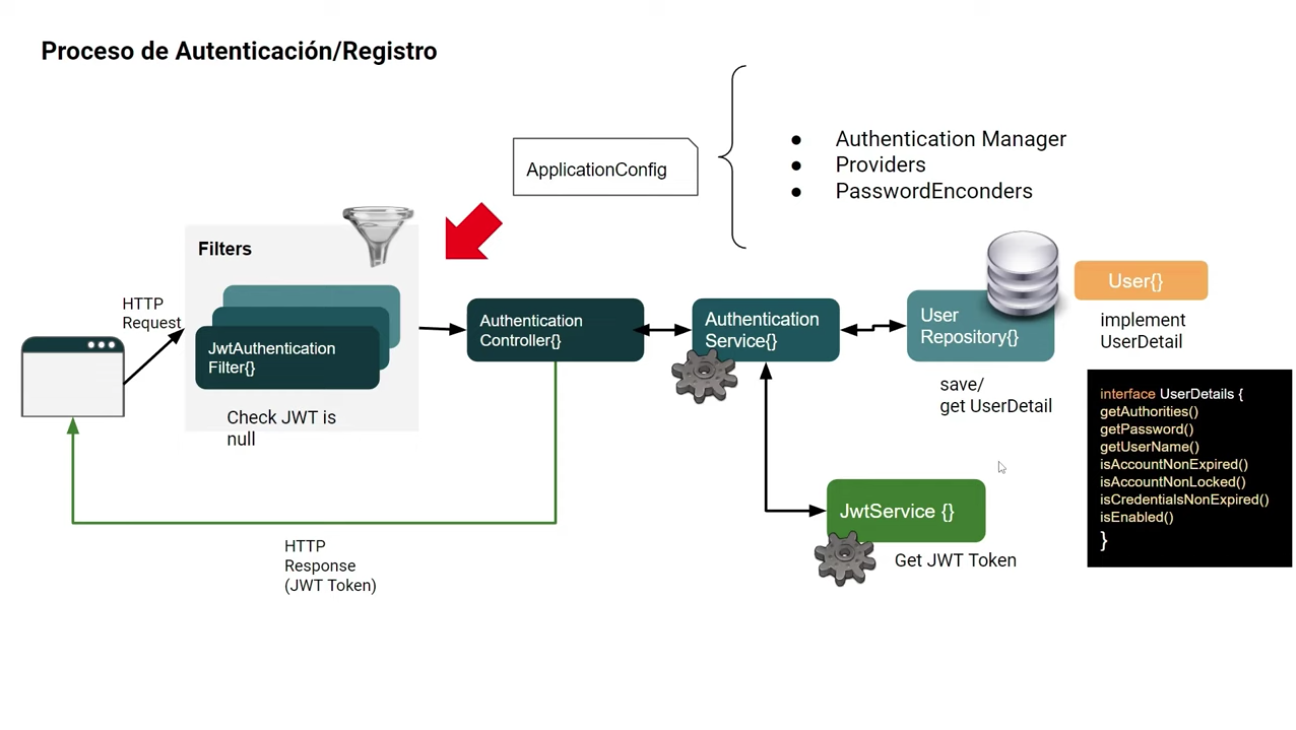 Proceso de Autenticación/Registro
ApplicationConfig
● Authentication Manager
● Providers
● PasswordEnconders
Filters
HTTP
Request
JwtAuthentication
Filter{}
Check JWT is
null
Authentication
Controller{}
Authentication
Service{}
User
Repository{}
save/
get UserDetail
User{}
implement
UserDetail
interface UserDetails {
getAuthorities()
getPassword()
getUserName()
isAccountNonExpired()
isAccountNonLocked()
isCredentialsNonExpired()
isEnabled()
}
JwtService {}
Get JWT Token
HTTP
Response
(JWT Token)